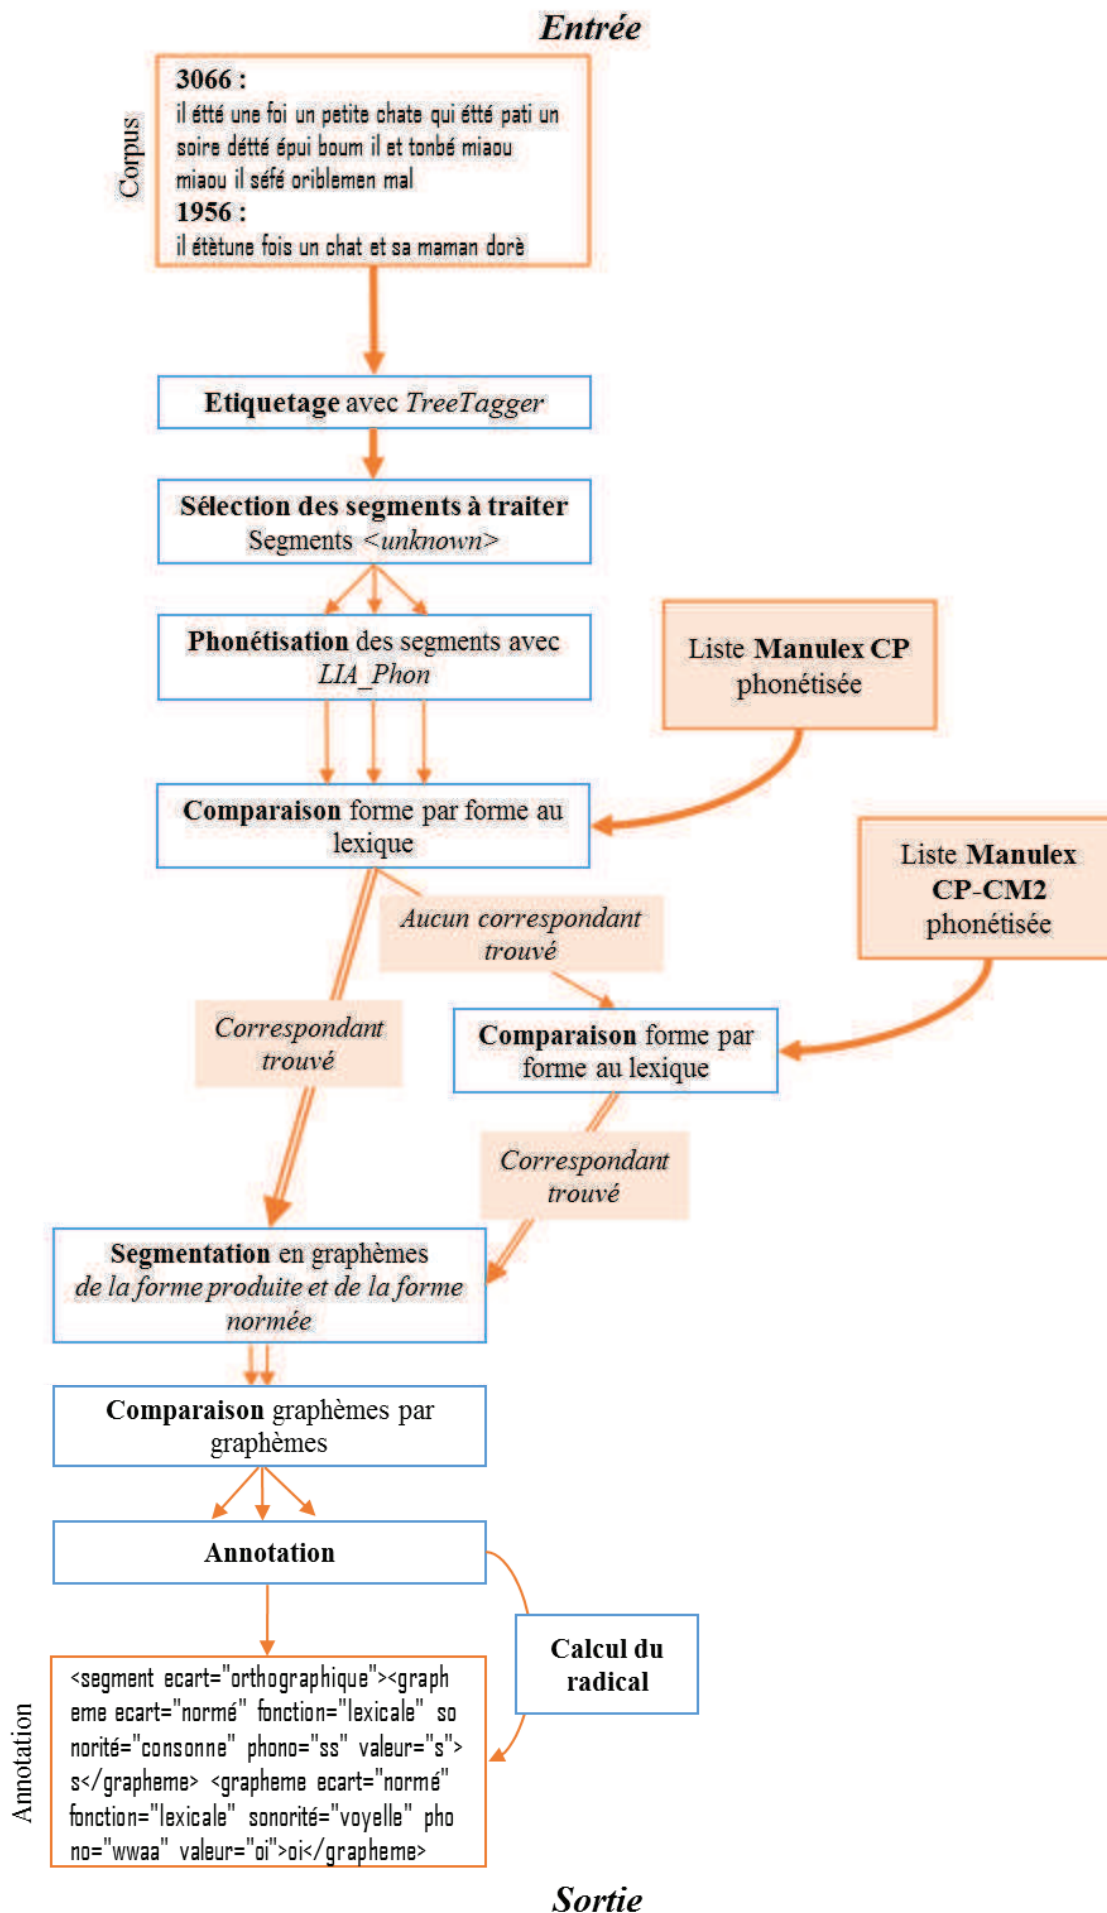 Entrée
Corpus
3066 :
il étté une foi un petite chate qui étté pati un
soire détté épui boum il et tonbé miaou
miaou il séfé oriblemen mal
1956 :
il étètune fois un chat et sa maman dorè
Etiquetage avec TreeTagger
Sélection des segments à traiter
Segments <unknown>
Phonétisation des segments avec
LIA_Phon
Liste Manulex CP
phonétisée
Comparaison forme par forme au
lexique
Liste Manulex
CP-CM2
phonétisée
Aucun correspondant
trouvé
Correspondant
trouvé
Comparaison forme par
forme au lexique
Correspondant
trouvé
Segmentation en graphèmes
de la forme produite et de la forme
normée
Comparaison graphèmes par
graphèmes
Annotation
Calcul du
radical
Annotation
<segment ecart="orthographique"><graph
eme ecart="normé" fonction="lexicale" so
norité="consonne" phono="ss" valeur="s">
s</grapheme> <grapheme ecart="normé"
fonction="lexicale" sonorité="voyelle" pho
no="wwaa" valeur="oi">oi</grapheme>
Sortie